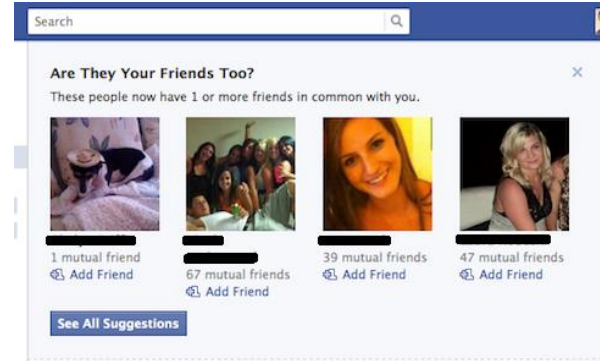 Search
Are They Your Friends Too?
These people now have 1 or more friends in common with you.
1 mutual friend
Add Friend
67 mutual friends
Add Friend
39 mutual friends
Add Friend
47 mutual friends
Add Friend
See All Suggestions